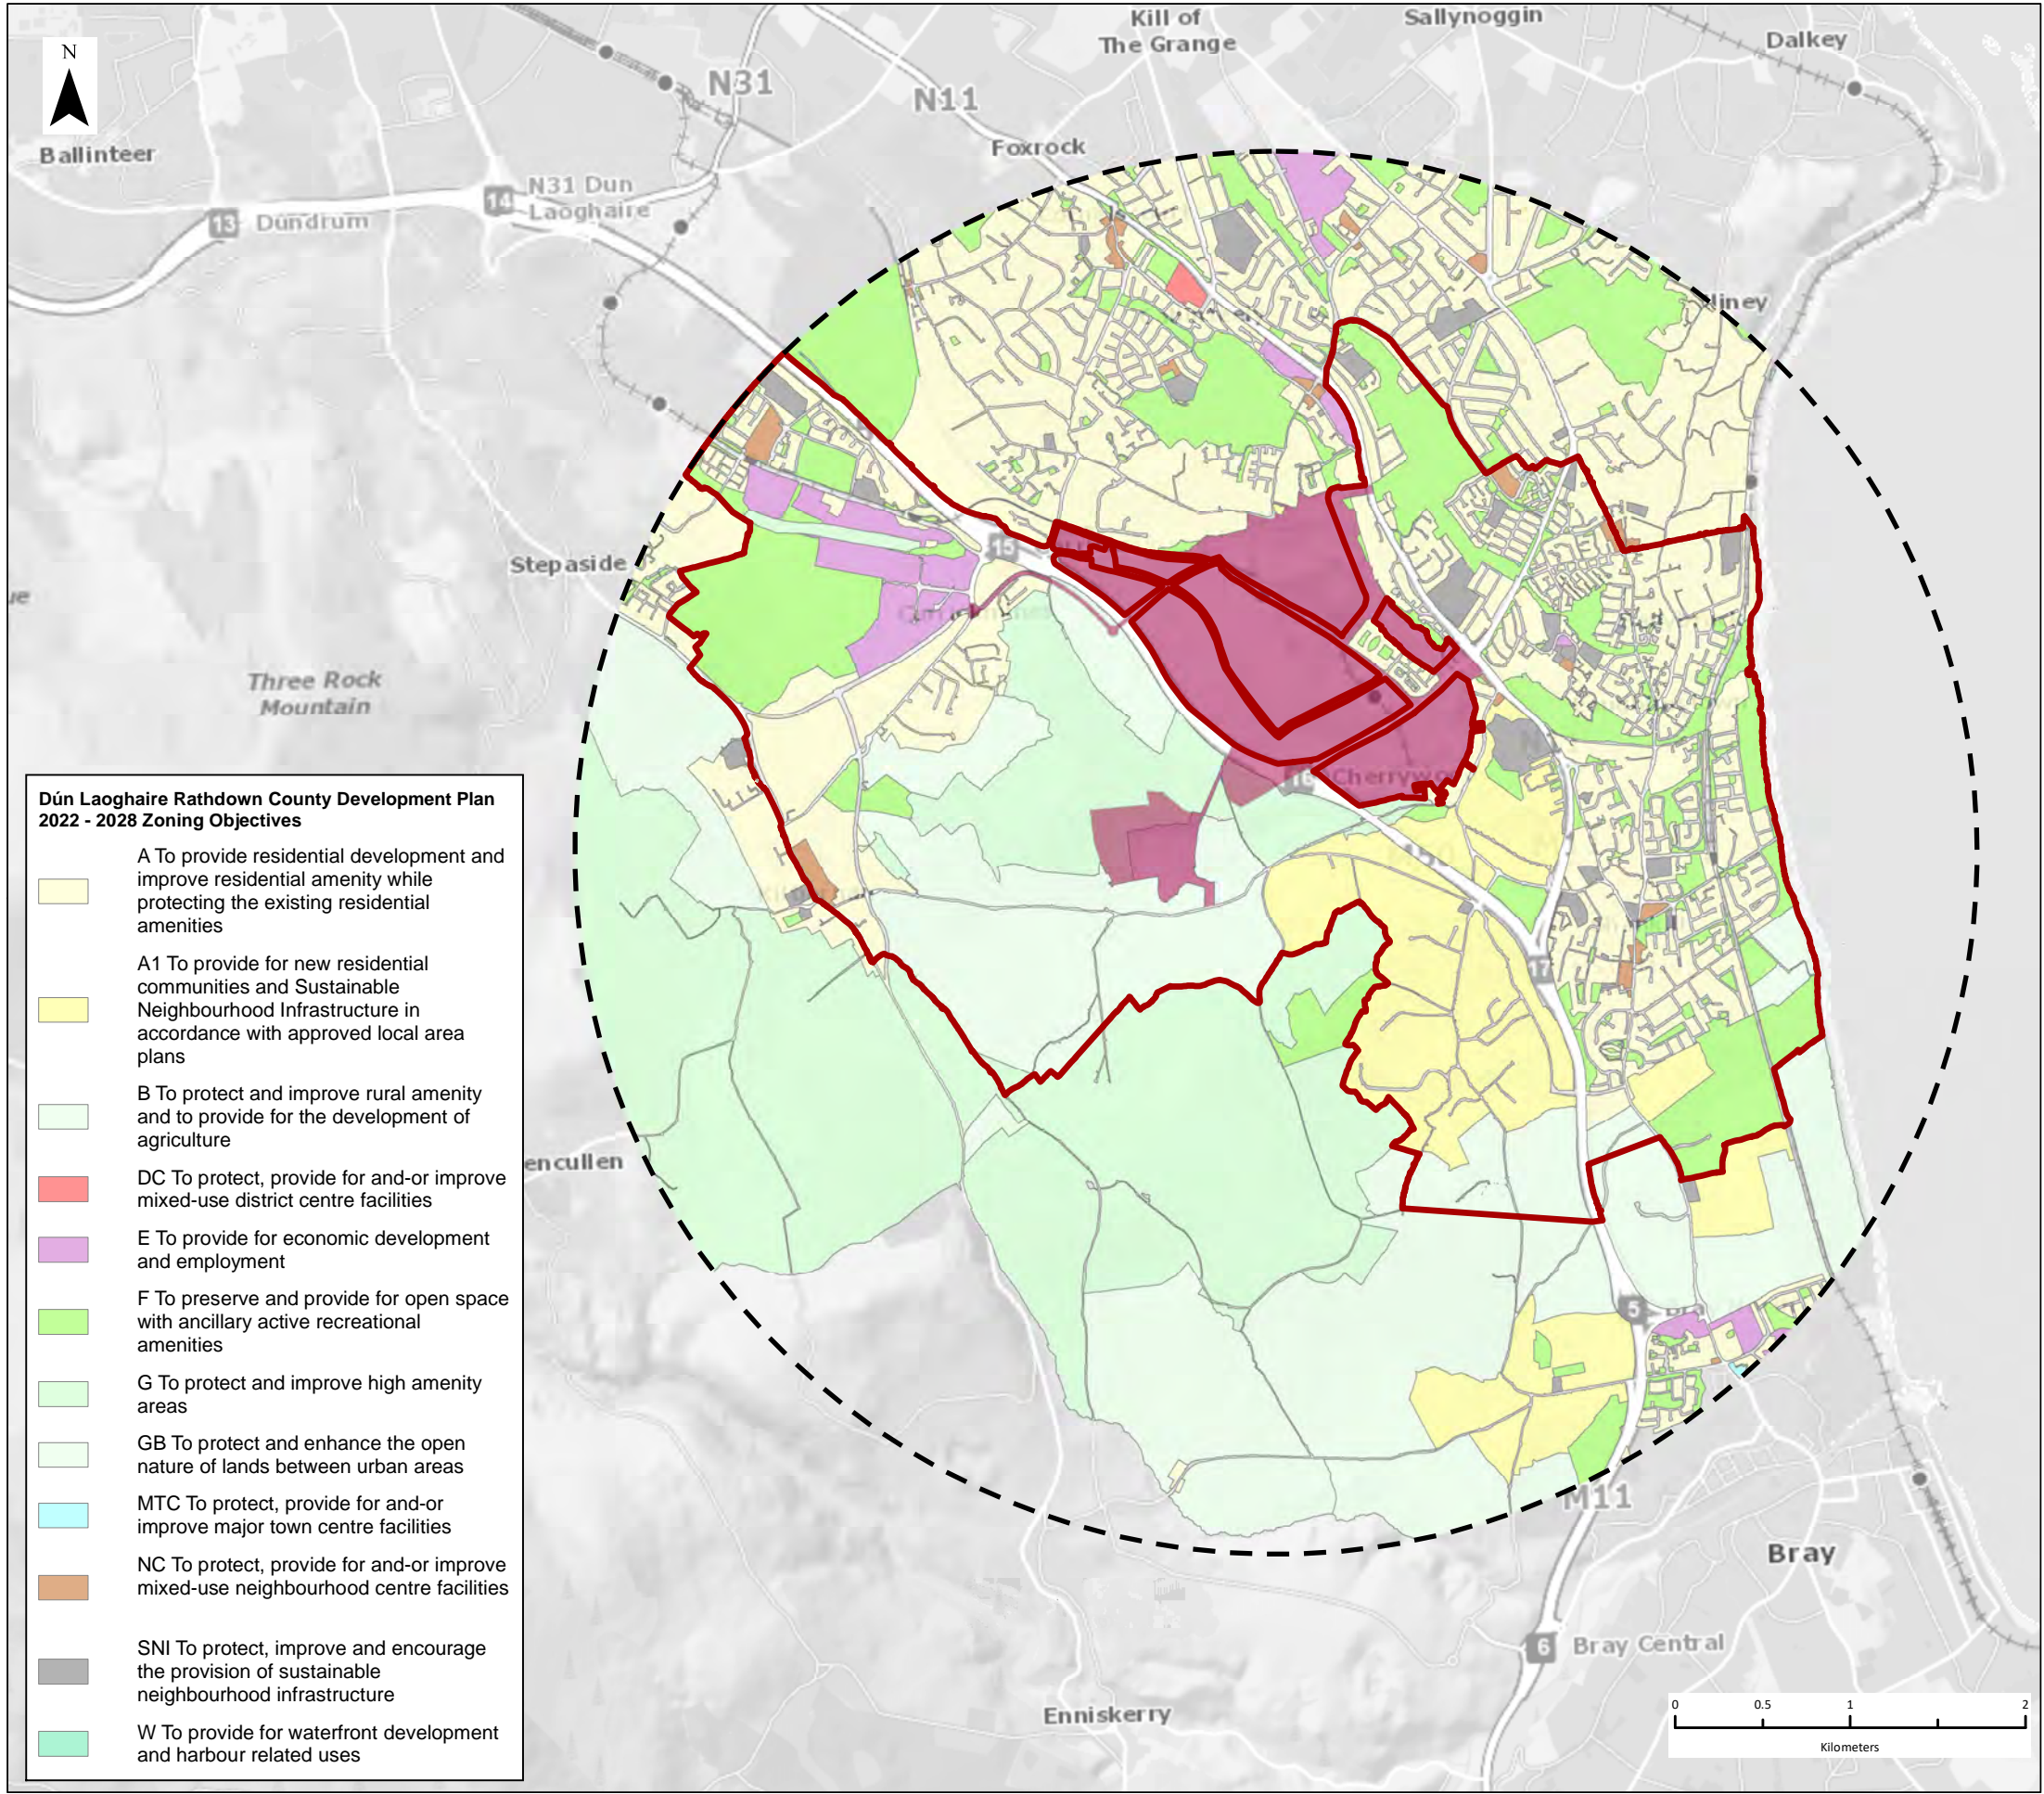 Kill of
The Grange
Sallynoggin
Dalkey
N
N31
N11
Ballinteer
Foxrock
14
N31 Dun
Laoghaire
13
Dundrum
liney
15
Stepaside
Three Rock
Mountain
16
Cherrywo
M50
17
encullen
5
M11
Bray
6
Bray Central
Enniskerry
Dún Laoghaire Rathdown County Development Plan
2022 - 2028 Zoning Objectives
A To provide residential development and
improve residential amenity while
protecting the existing residential
amenities
A1 To provide for new residential
communities and Sustainable
Neighbourhood Infrastructure in
accordance with approved local area
plans
B To protect and improve rural amenity
and to provide for the development of
agriculture
DC To protect, provide for and-or improve
mixed-use district centre facilities
E To provide for economic development
and employment
F To preserve and provide for open space
with ancillary active recreational
amenities
G To protect and improve high amenity
areas
GB To protect and enhance the open
nature of lands between urban areas
MTC To protect, provide for and-or
improve major town centre facilities
NC To protect, provide for and-or improve
mixed-use neighbourhood centre facilities
SNI To protect, improve and encourage
the provision of sustainable
neighbourhood infrastructure
W To provide for waterfront development
and harbour related uses
0 0.5 1 2
Kilometers